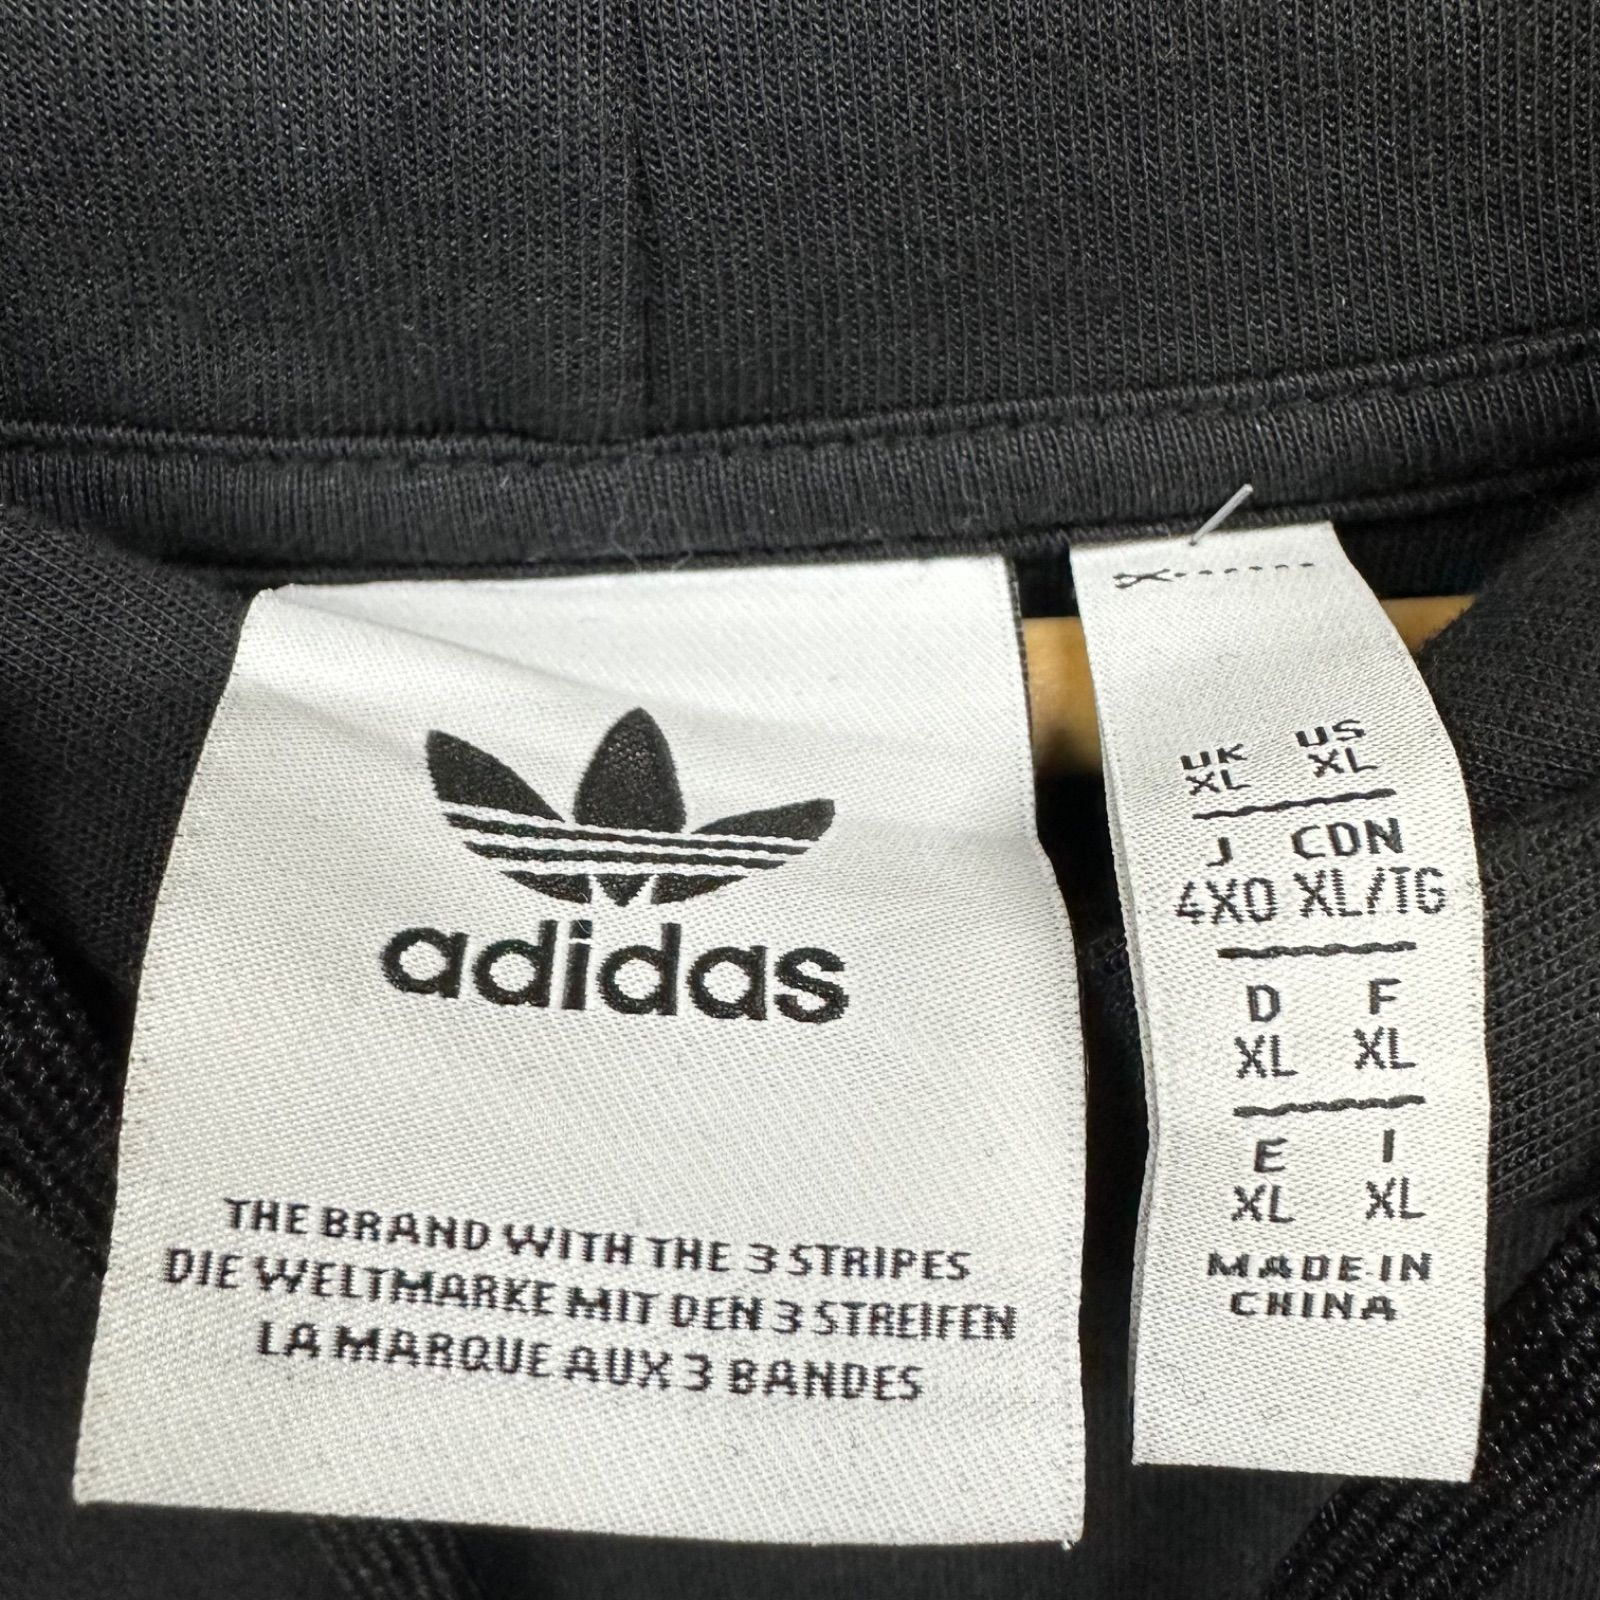 adidas
THE BRAND WITH THE 3 STRIPES
DIE WELTMARKE MIT DEN 3 STREIFEN
LA MARQUE AUX 3 BANDES
UK US
XL XL
J CDN
4XO XL/TG
D F
XL XL
E I
XL XL
MADE IN
CHINA